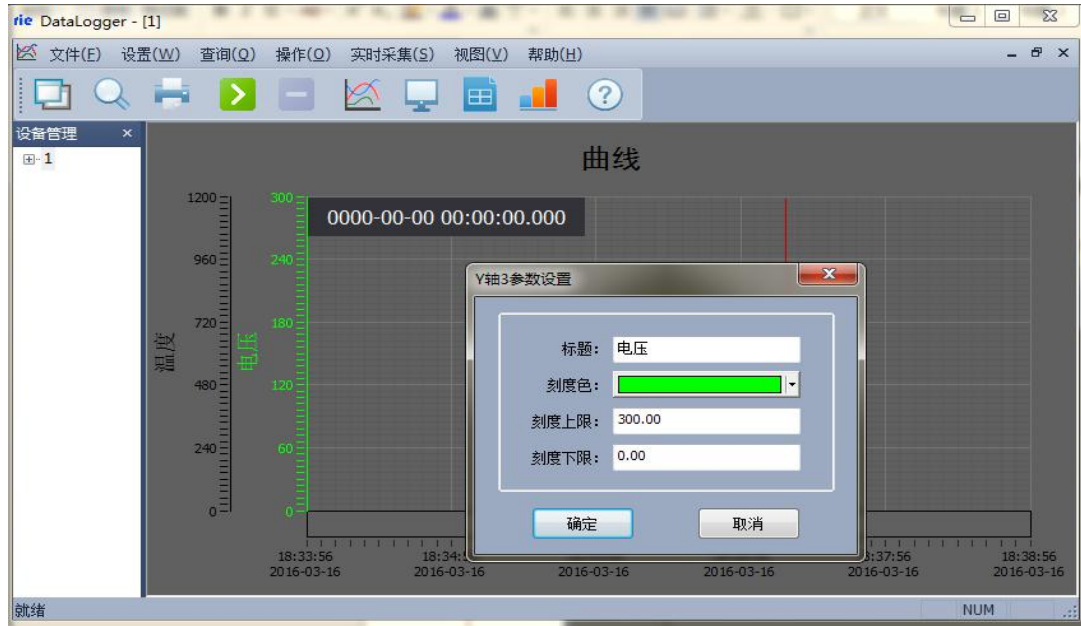 rie DataLogger - [1]
文件(F) 设置(W) 查询(Q) 操作(O) 实时采集(S) 视图(V) 帮助(H)
设备管理
1
曲线
1200
300
0000-00-00 00:00:00.000
960
240
Y轴3参数设置
720
180
温度
电压
标题: 电压
480
120
刻度色:
刻度上限: 300.00
240
60
刻度下限: 0.00
0
0
确定 取消
18:33:56
2016-03-16
18:34:
2016-03-16
2016-03-16
2016-03-16
:37:56
2016-03-16
18:38:56
2016-03-16
就绪
NUM